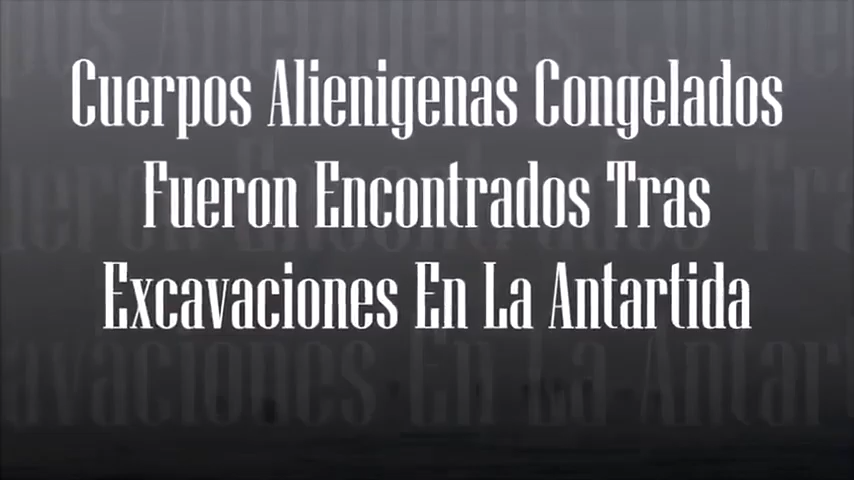 Cuerpos Alienigenas Congelados
Fueron Encontrados Tras
Excavaciones En La Antartida